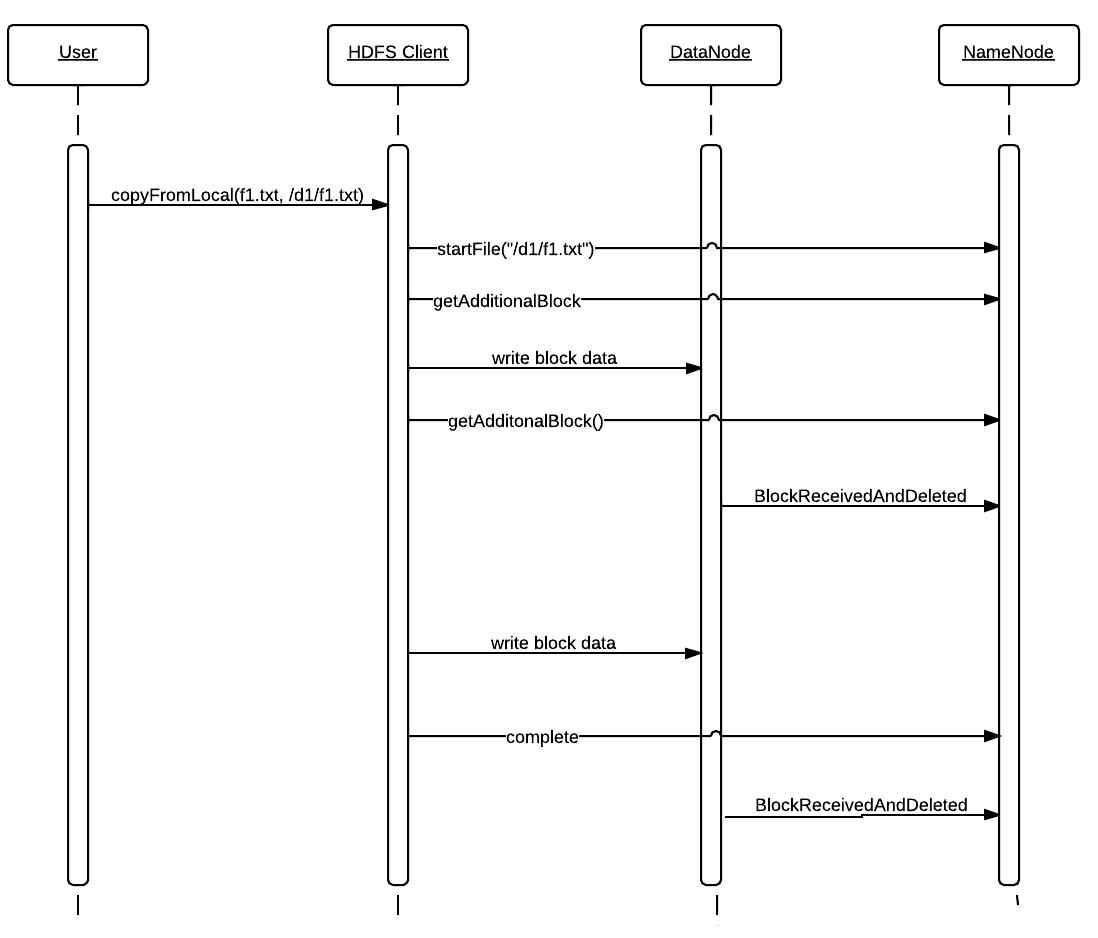 User
HDFS Client
DataNode
NameNode
copyFromLocal(f1.txt, /d1/f1.txt)
startFile("/d1/f1.txt")
getAdditionalBlock
write block data
getAdditonalBlock()
BlockReceivedAndDeleted
write block data
complete
BlockReceivedAndDeleted